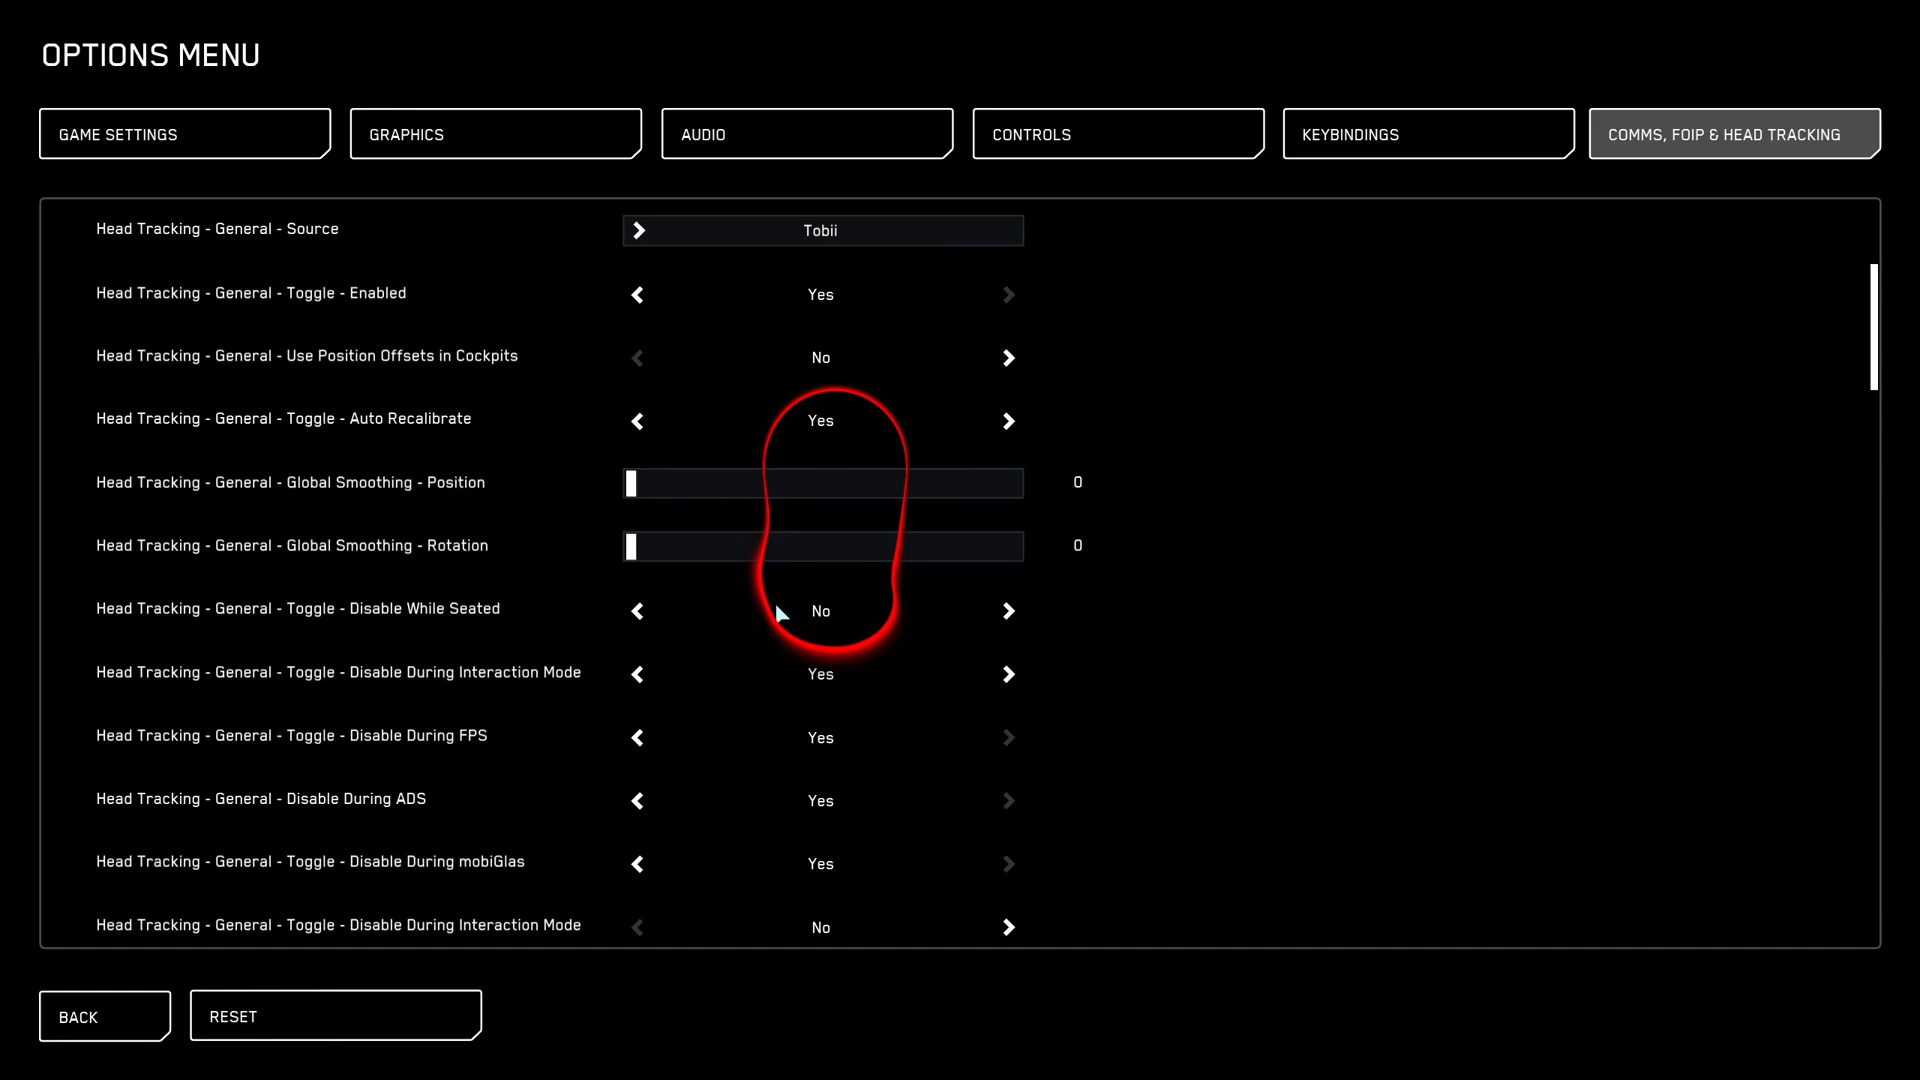 OPTIONS MENU
GAME SETTINGS
GRAPHICS
AUDIO
CONTROLS
KEYBINDINGS
COMMS, FOIP & HEAD TRACKING
Head Tracking - General - Source
Tobii
Head Tracking - General - Toggle - Enabled
Yes
Head Tracking - General - Use Position Offsets in Cockpits
No
Head Tracking - General - Toggle - Auto Recalibrate
Yes
Head Tracking - General - Global Smoothing - Position
0
Head Tracking - General - Global Smoothing - Rotation
0
Head Tracking - General - Toggle - Disable While Seated
No
Head Tracking - General - Toggle - Disable During Interaction Mode
Yes
Head Tracking - General - Toggle - Disable During FPS
Yes
Head Tracking - General - Disable During ADS
Yes
Head Tracking - General - Toggle - Disable During mobiGlas
Yes
Head Tracking - General - Toggle - Disable During Interaction Mode
No
BACK
RESET